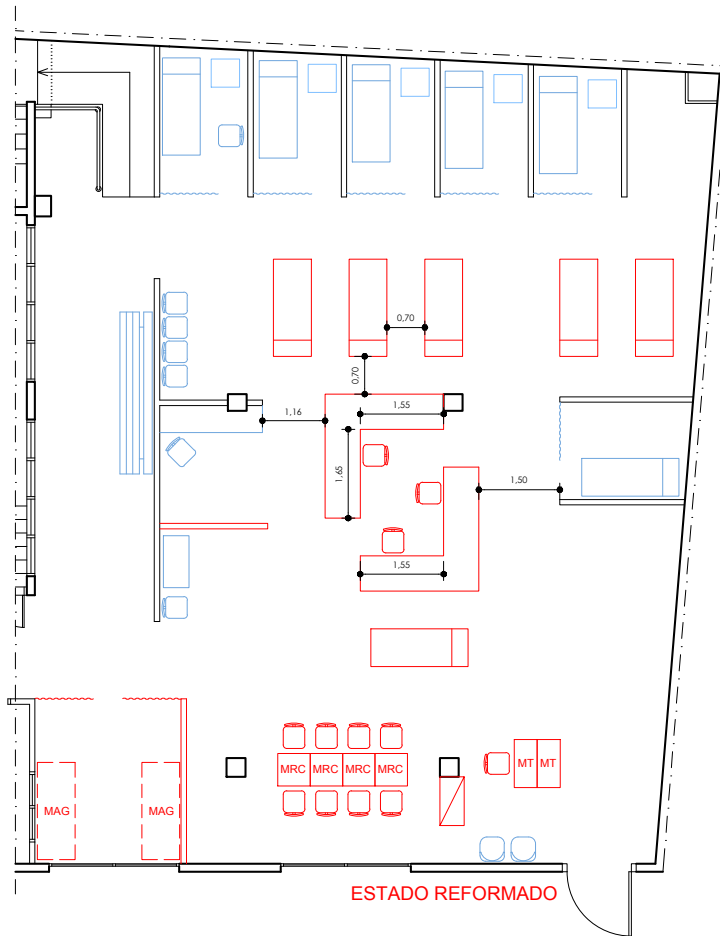 0,70
0,70
1,55
1,16
1,65
1,50
1,55
MRC MRC MRC MRC
MT MT
MAG MAG
ESTADO REFORMADO